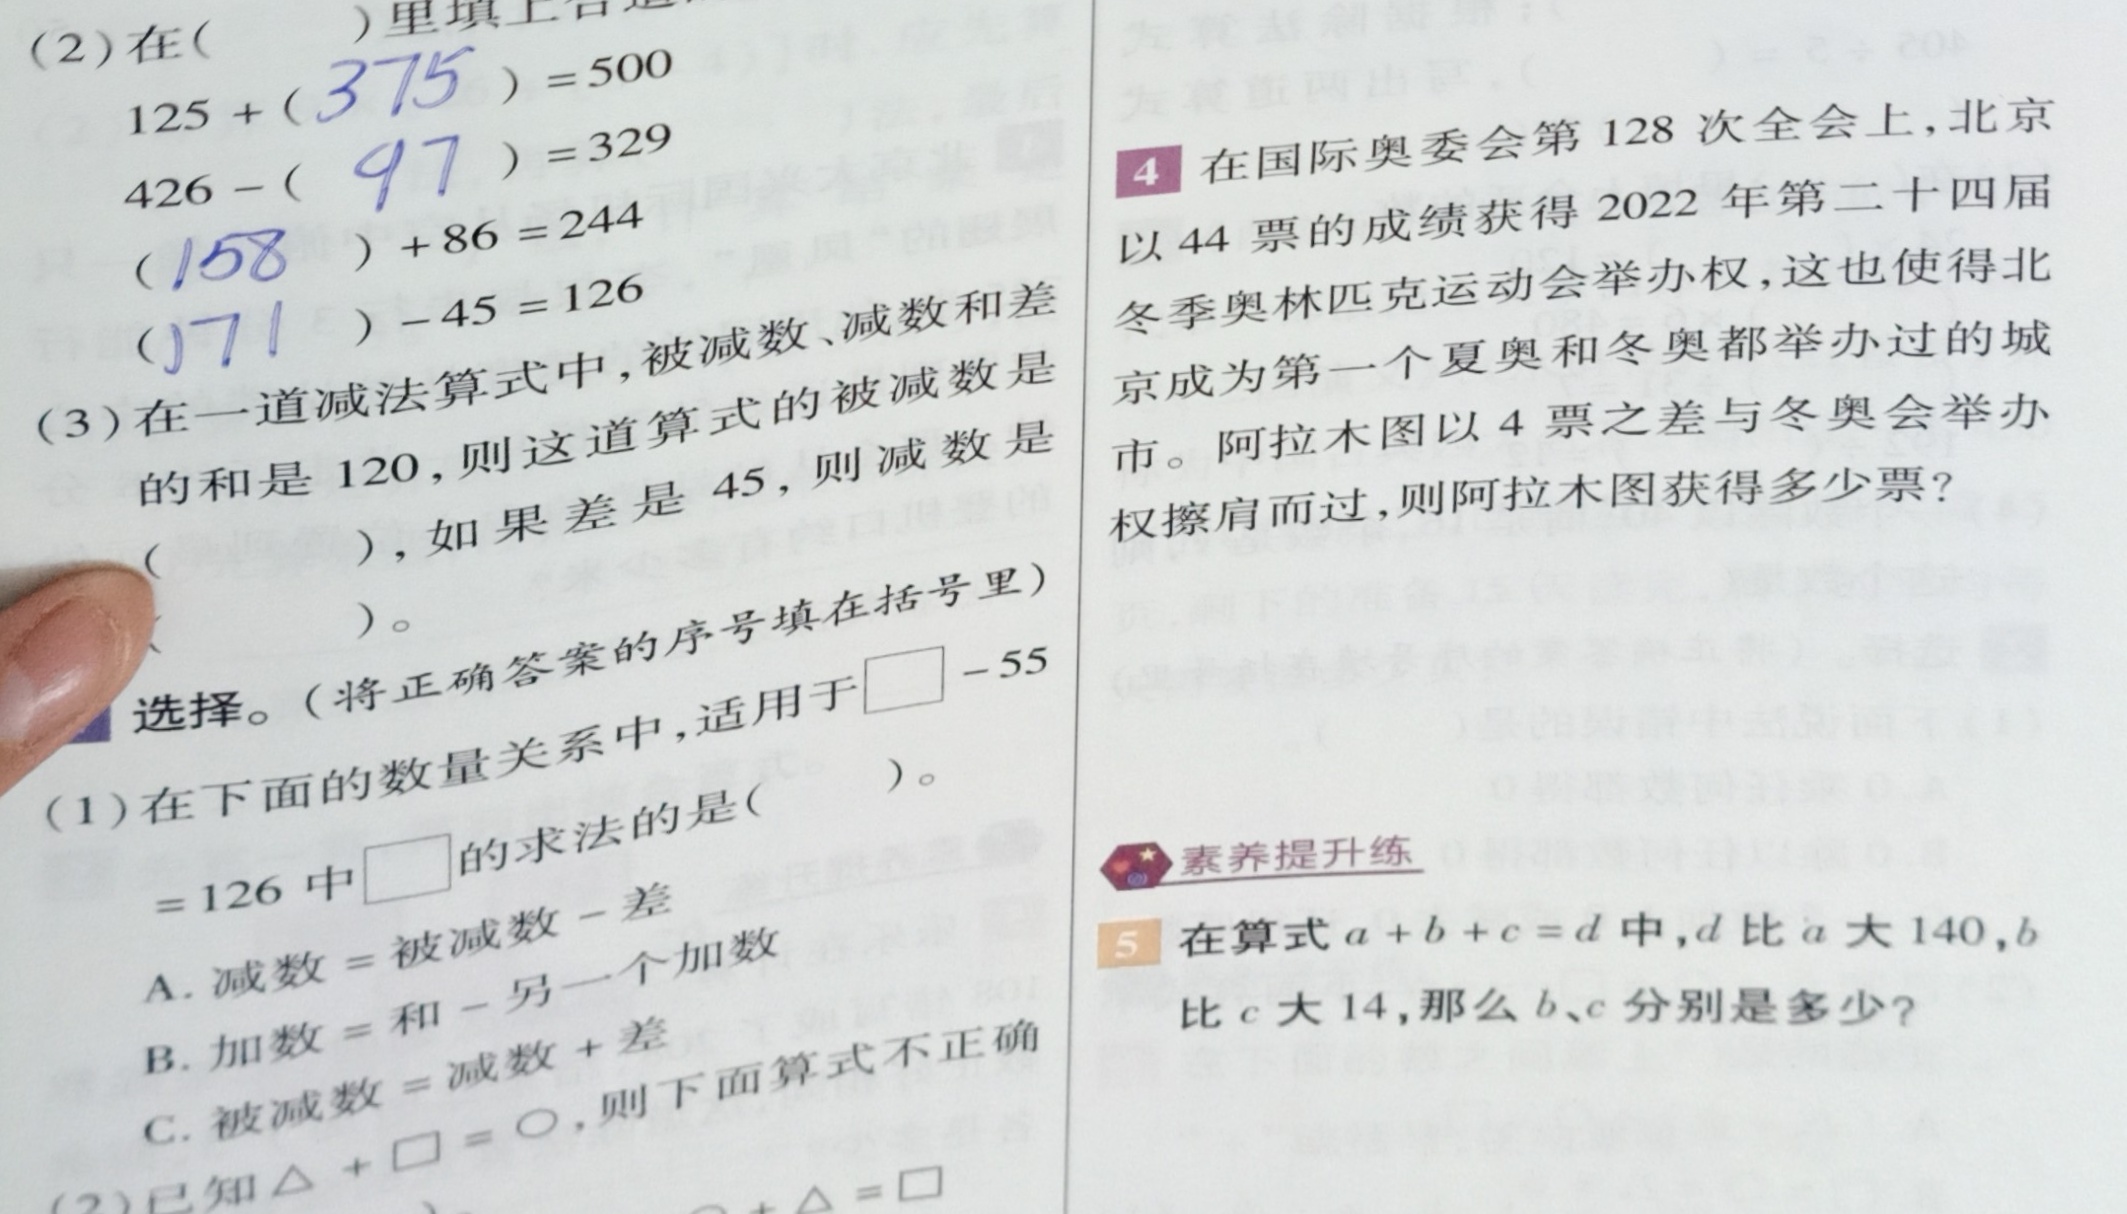 (2)在( )里填上合适
125 + ( 375 ) = 500
426 - ( 97 ) = 329
( 158 ) + 86 = 244
( 171 ) - 45 = 126
(3)在一道减法算式中,被减数、减数和差
的和是 120,则这道算式的被减数是
( ),如果差是 45,则减数是
( )。
选择。(将正确答案的序号填在括号里)
(1)在下面的数量关系中,适用于□ - 55
= 126 中□的求法的是( )。
A. 减数 = 被减数 - 差
B. 加数 = 和 - 另一个加数
C. 被减数 = 减数 + 差
(2)已知△ + □ = ○,则下面算式不正确
○ + △ = □
4 在国际奥委会第 128 次全会上,北京
以 44 票的成绩获得 2022 年第二十四届
冬季奥林匹克运动会举办权,这也使得北
京成为第一个夏奥和冬奥都举办过的城
市。阿拉木图以 4 票之差与冬奥会举办
权擦肩而过,则阿拉木图获得多少票?
素养提升练
5 在算式 a + b + c = d 中,d 比 a 大 140,b
比 c 大 14,那么 b、c 分别是多少?